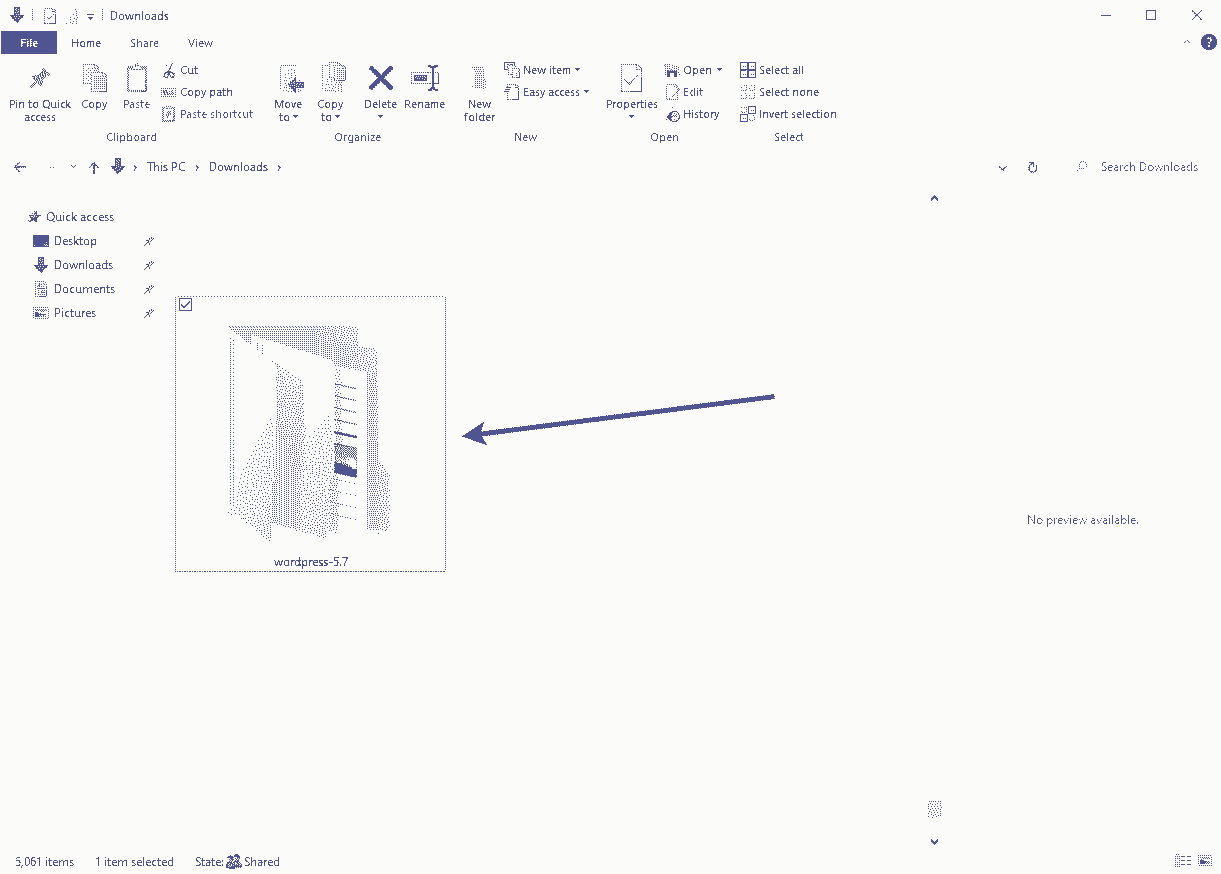 Downloads
File Home Share View
?
Pin to Quick access
Copy
Paste
Cut
Copy path
Paste shortcut
Clipboard
Move to
Copy to
Delete
Rename
Organize
New folder
New item
Easy access
New
Properties
Open
Edit
History
Open
Select all
Select none
Invert selection
Select
This PC > Downloads >
Search Downloads
Quick access
Desktop
Downloads
Documents
Pictures
wordpress-5.7
No preview available.
5,061 items 1 item selected State: Shared